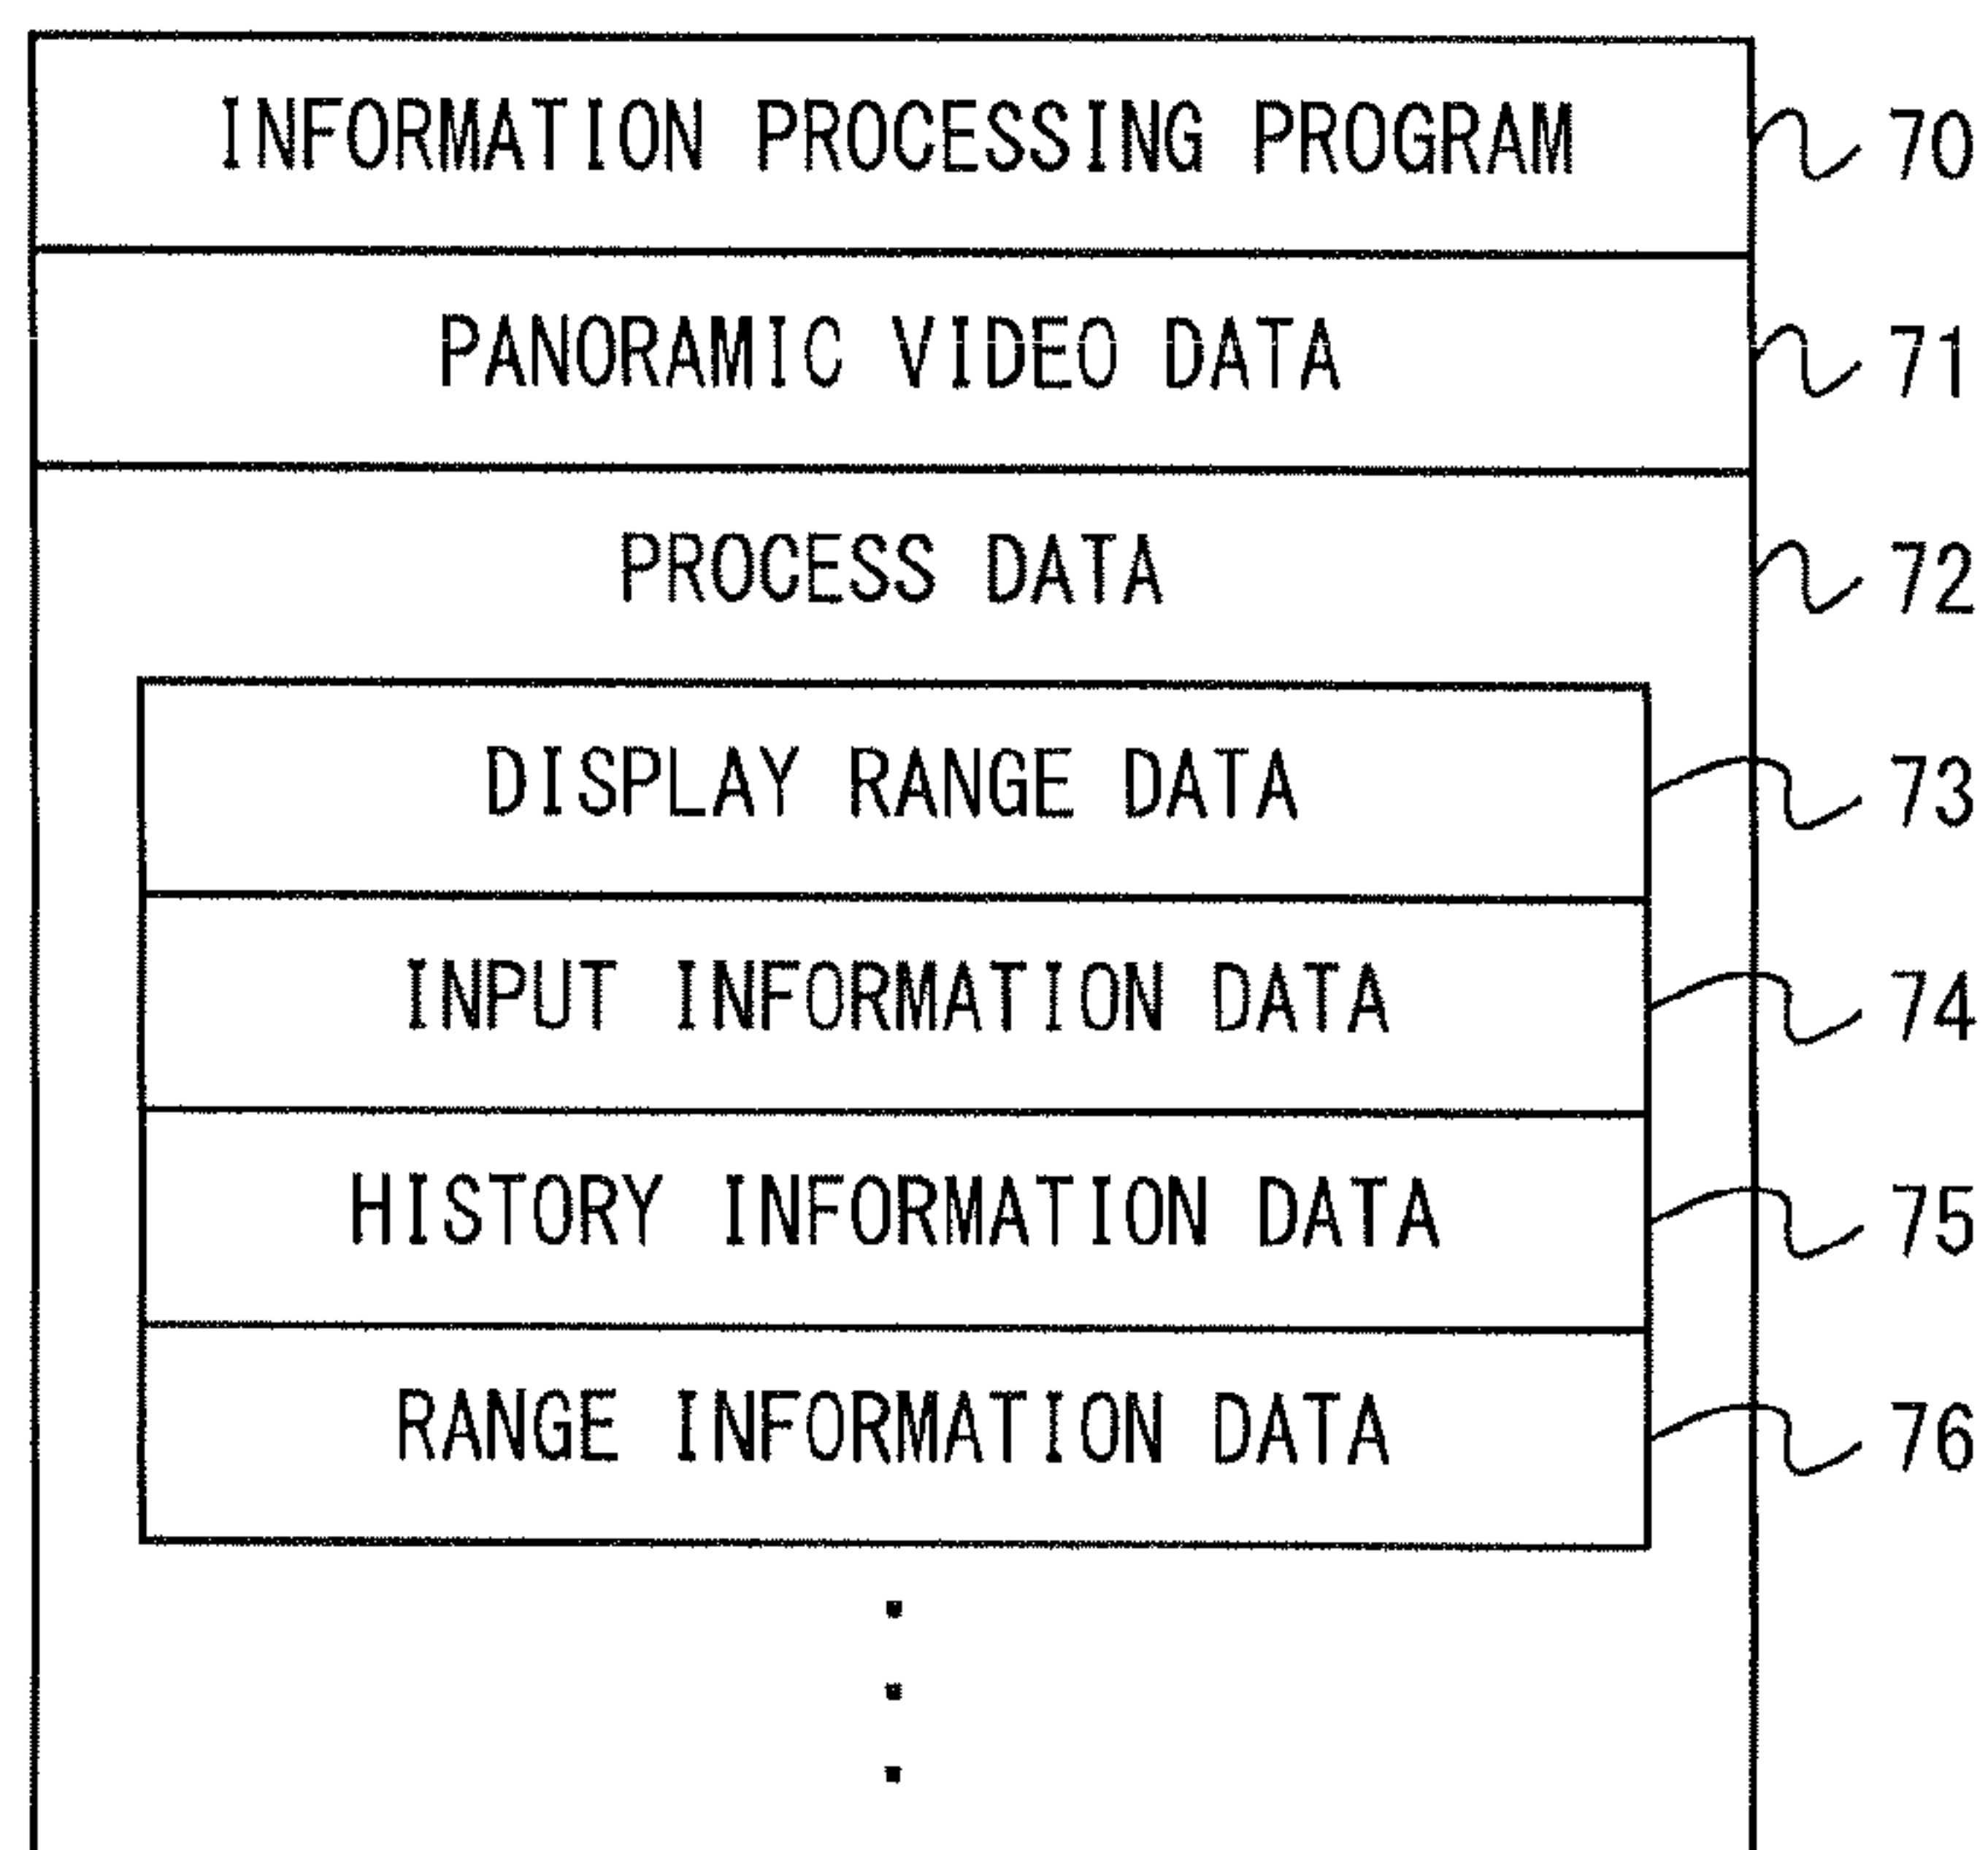 INFORMATION PROCESSING PROGRAM 70
PANORAMIC VIDEO DATA 71
PROCESS DATA 72
DISPLAY RANGE DATA 73
INPUT INFORMATION DATA 74
HISTORY INFORMATION DATA 75
RANGE INFORMATION DATA 76